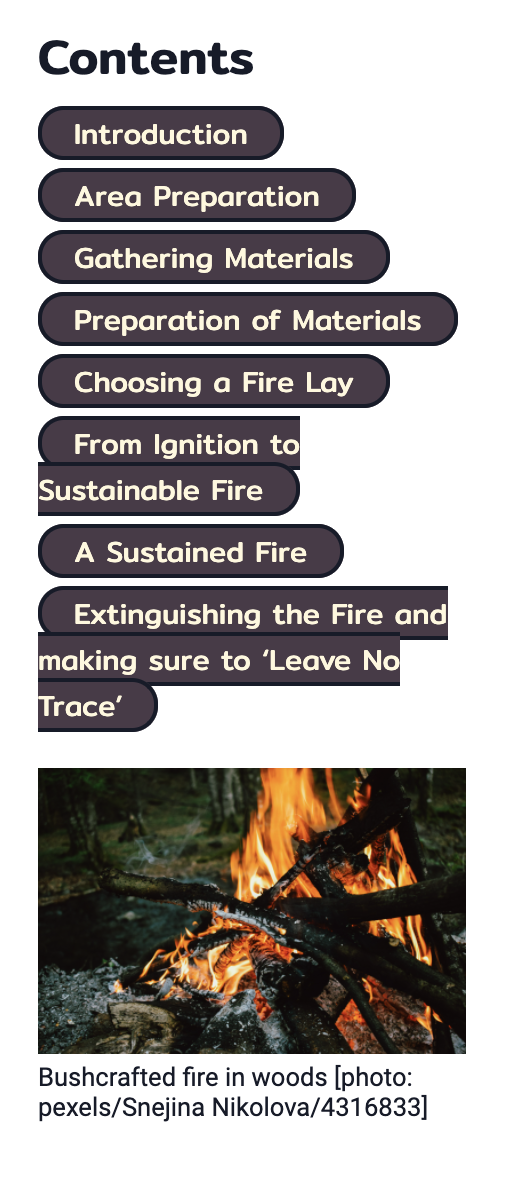 Contents
Introduction
Area Preparation
Gathering Materials
Preparation of Materials
Choosing a Fire Lay
From Ignition to
Sustainable Fire
A Sustained Fire
Extinguishing the Fire and
making sure to ‘Leave No
Trace’
Bushcrafted fire in woods [photo:
pexels/Snejina Nikolova/4316833]